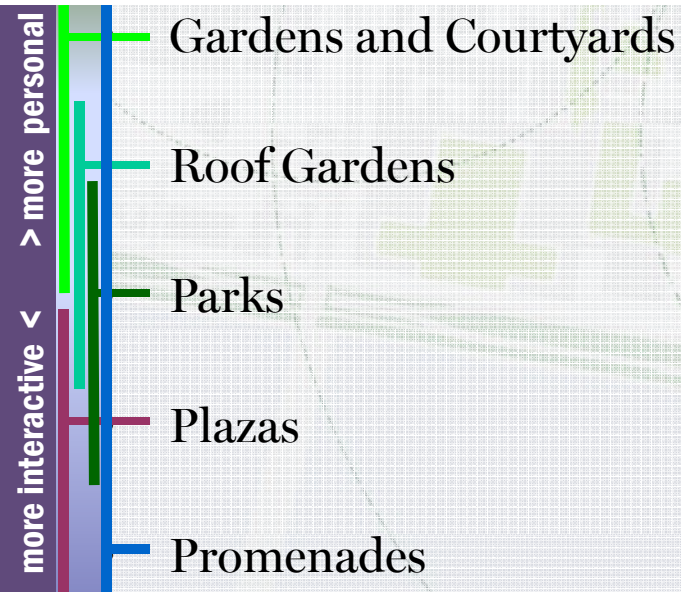 > more personal
more interactive <
Gardens and Courtyards
Roof Gardens
Parks
Plazas
Promenades